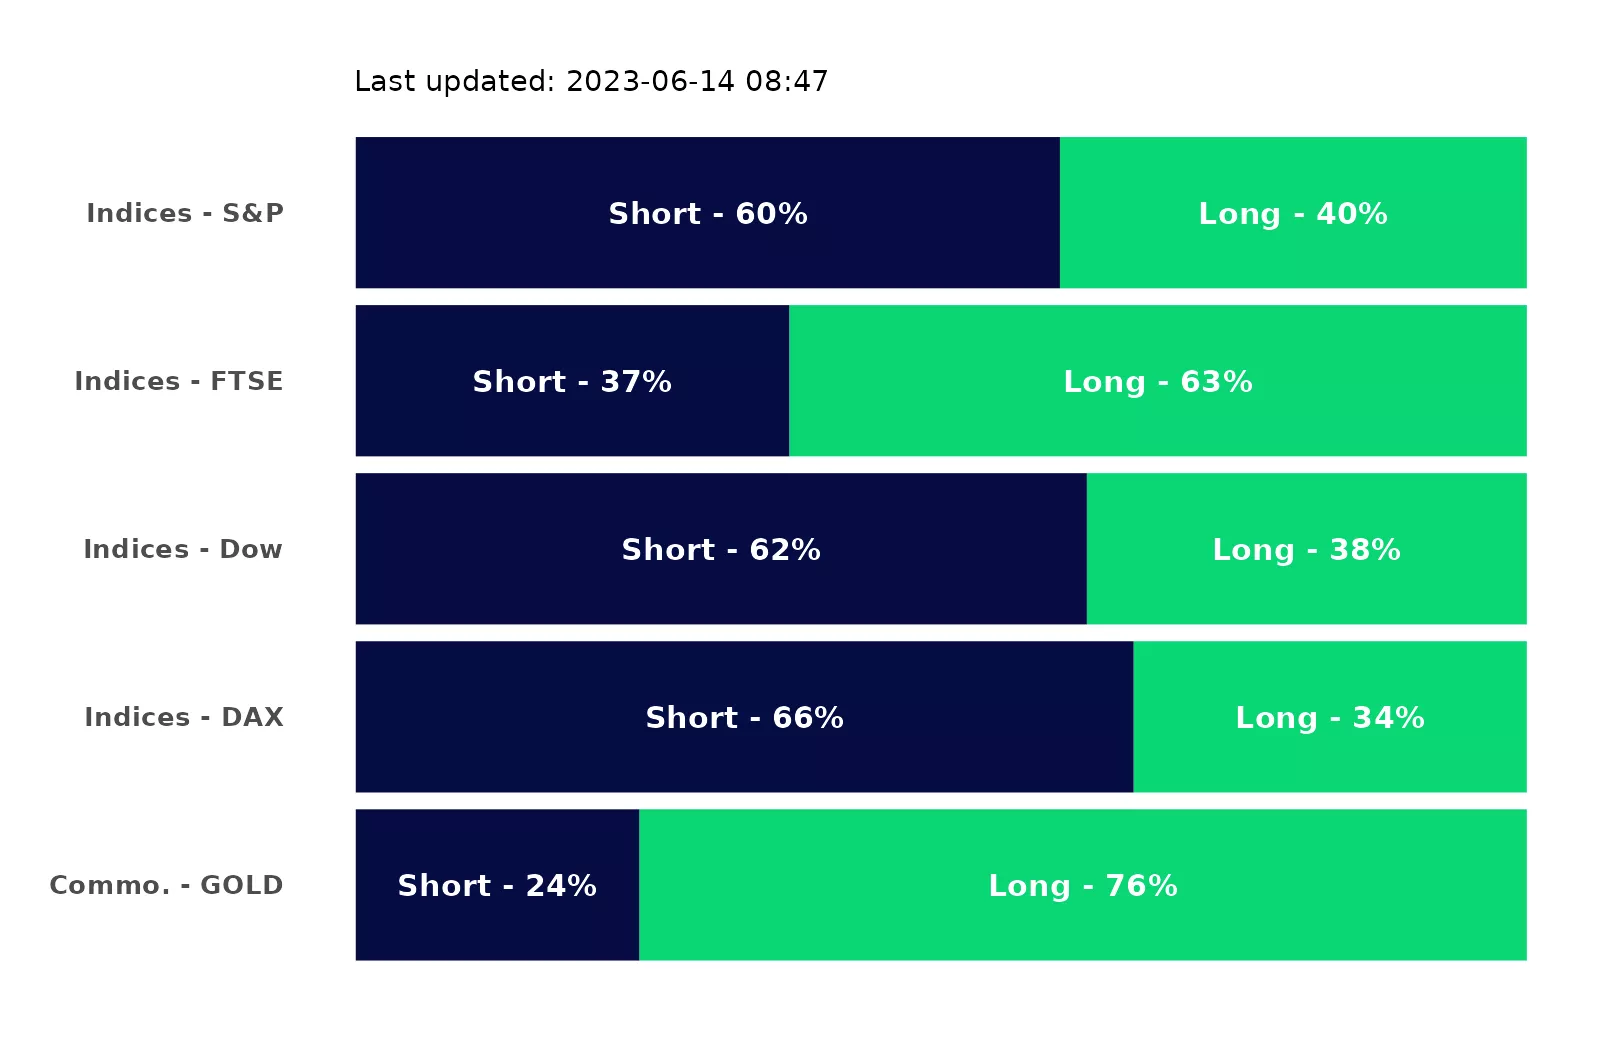 Last updated: 2023-06-14 08:47
Indices - S&P Short - 60% Long - 40%
Indices - FTSE Short - 37% Long - 63%
Indices - Dow Short - 62% Long - 38%
Indices - DAX Short - 66% Long - 34%
Commo. - GOLD Short - 24% Long - 76%